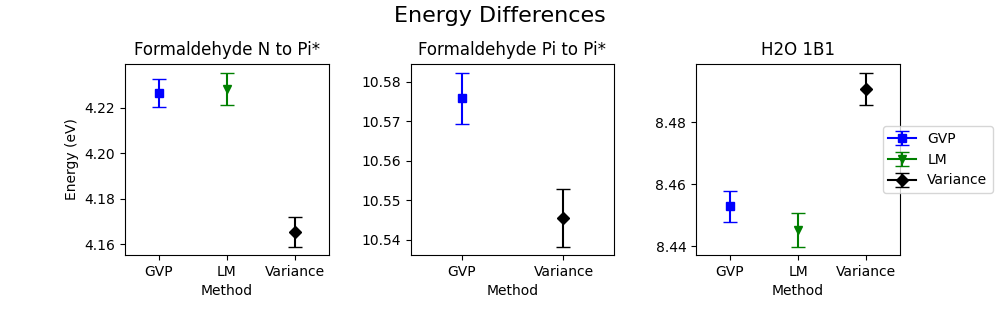 Energy Differences
Formaldehyde N to Pi*
Formaldehyde Pi to Pi*
H2O 1B1
Energy (eV)
4.22
4.20
4.18
4.16
GVP LM Variance
Method
10.58
10.57
10.56
10.55
10.54
GVP Variance
Method
8.48
8.46
8.44
GVP LM Variance
Method
GVP
LM
Variance